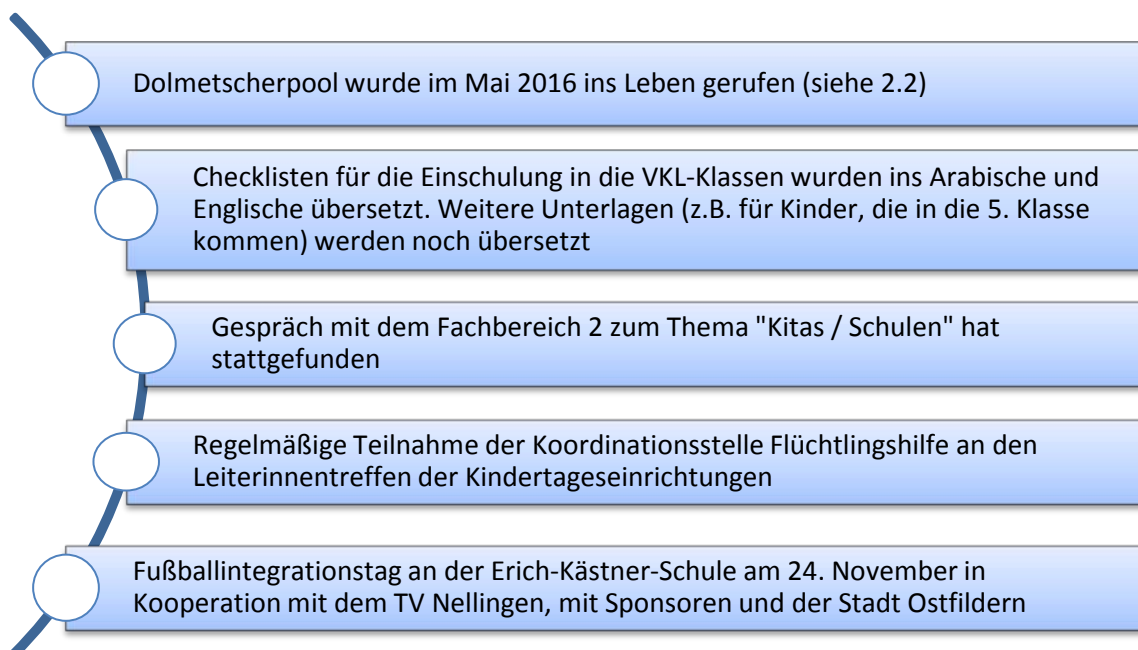 Dolmetscherpool wurde im Mai 2016 ins Leben gerufen (siehe 2.2)
Checklisten für die Einschulung in die VKL-Klassen wurden ins Arabische und
Englische übersetzt. Weitere Unterlagen (z.B. für Kinder, die in die 5. Klasse
kommen) werden noch übersetzt
Gespräch mit dem Fachbereich 2 zum Thema "Kitas / Schulen" hat
stattgefunden
Regelmäßige Teilnahme der Koordinationsstelle Flüchtlingshilfe an den
Leiterinnentreffen der Kindertageseinrichtungen
Fußballintegrationstag an der Erich-Kästner-Schule am 24. November in
Kooperation mit dem TV Nellingen, mit Sponsoren und der Stadt Ostfildern